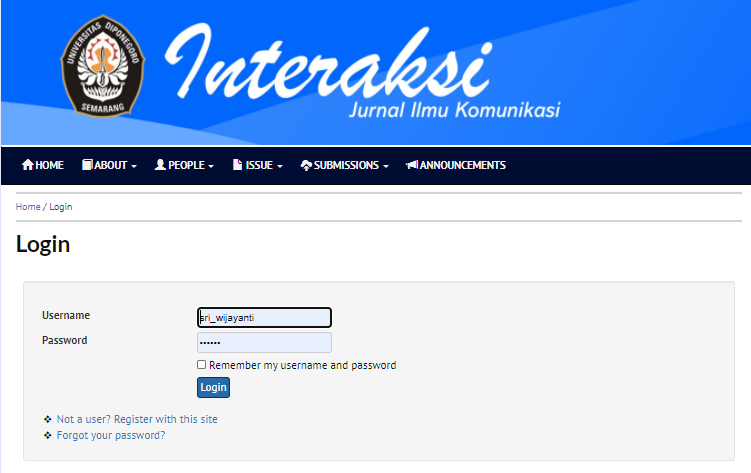 UNIVERSITAS DIPONEGORO
SEMARANG
Interaksi
Jurnal Ilmu Komunikasi
HOME ABOUT PEOPLE ISSUE SUBMISSIONS ANNOUNCEMENTS
Home / Login
Login
Username sri_wijayanti
Password ••••••
Remember my username and password
Login
Not a user? Register with this site
Forgot your password?